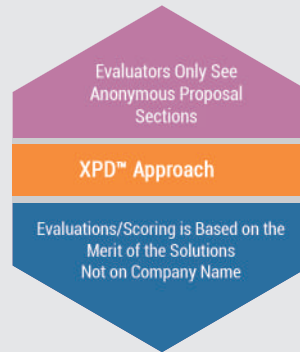 Evaluators Only See
Anonymous Proposal
Sections
XPD™ Approach
Evaluations/Scoring is Based on the
Merit of the Solutions
Not on Company Name